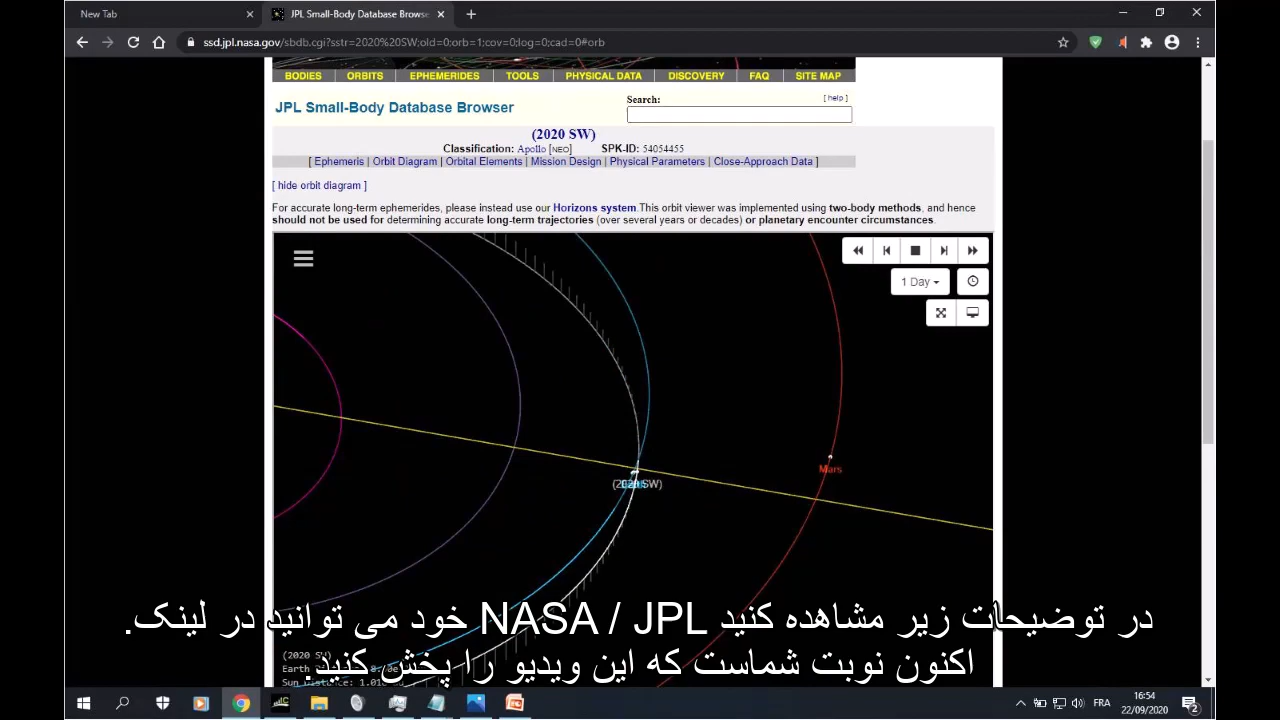 New Tab
JPL Small-Body Database Browse
ssd.jpl.nasa.gov/sbdb.cgi?sstr=2020%20SW;old=0;orb=1;cov=0;log=0;cad=0#orb
BODIES ORBITS EPHEMERIDES TOOLS PHYSICAL DATA DISCOVERY FAQ SITE MAP
JPL Small-Body Database Browser
Search: [ help ]
(2020 SW)
Classification: Apollo [NEO] SPK-ID: 54054455
[ Ephemeris | Orbit Diagram | Orbital Elements | Mission Design | Physical Parameters | Close-Approach Data ]
[ hide orbit diagram ]
For accurate long-term ephemerides, please instead use our Horizons system.This orbit viewer was implemented using two-body methods, and hence
should not be used for determining accurate long-term trajectories (over several years or decades) or planetary encounter circumstances.
1 Day
Mars
(2020 SW)
در توضیحات زیر مشاهده کنید NASA / JPL خود می توانید در لینک.
اکنون نوبت شماست که این ویدیو را پخش کنید.
(2020 SW)
Earth Distance
Sun Distance:
FRA
16:54
22/09/2020
2